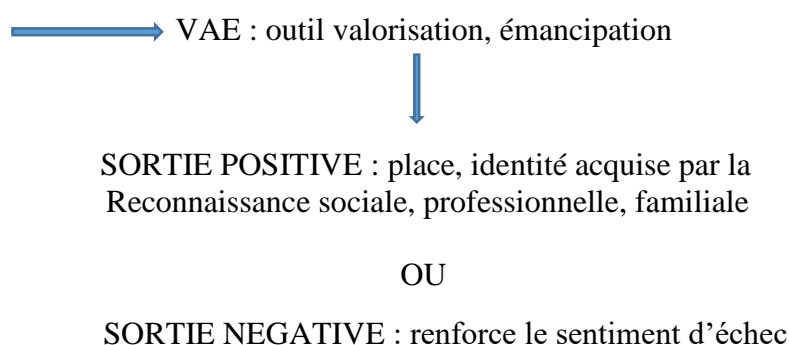 VAE : outil valorisation, émancipation
SORTIE POSITIVE : place, identité acquise par la
Reconnaissance sociale, professionnelle, familiale
OU
SORTIE NEGATIVE : renforce le sentiment d’échec